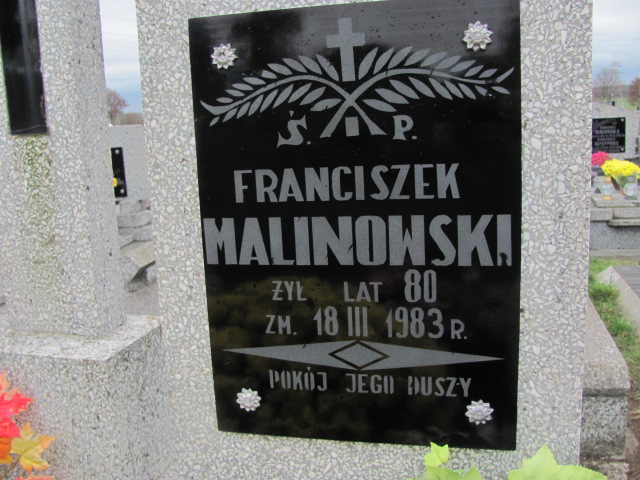 Ś. P.
FRANCISZEK
MALINOWSKI
ŻYŁ LAT 80
ZM. 18 III 1983 R.
POKÓJ JEGO DUSZY